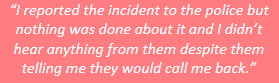 “I reported the incident to the police but
nothing was done about it and I didn’t
hear anything from them despite them
telling me they would call me back.”